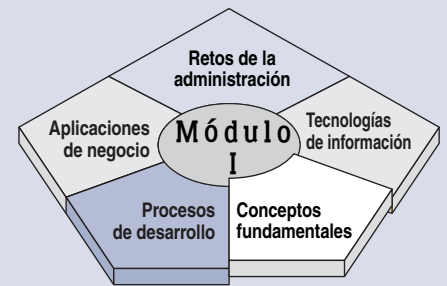 Retos de la
administración
Aplicaciones
de negocio
Módulo
I
Tecnologías
de información
Procesos
de desarrollo
Conceptos
fundamentales